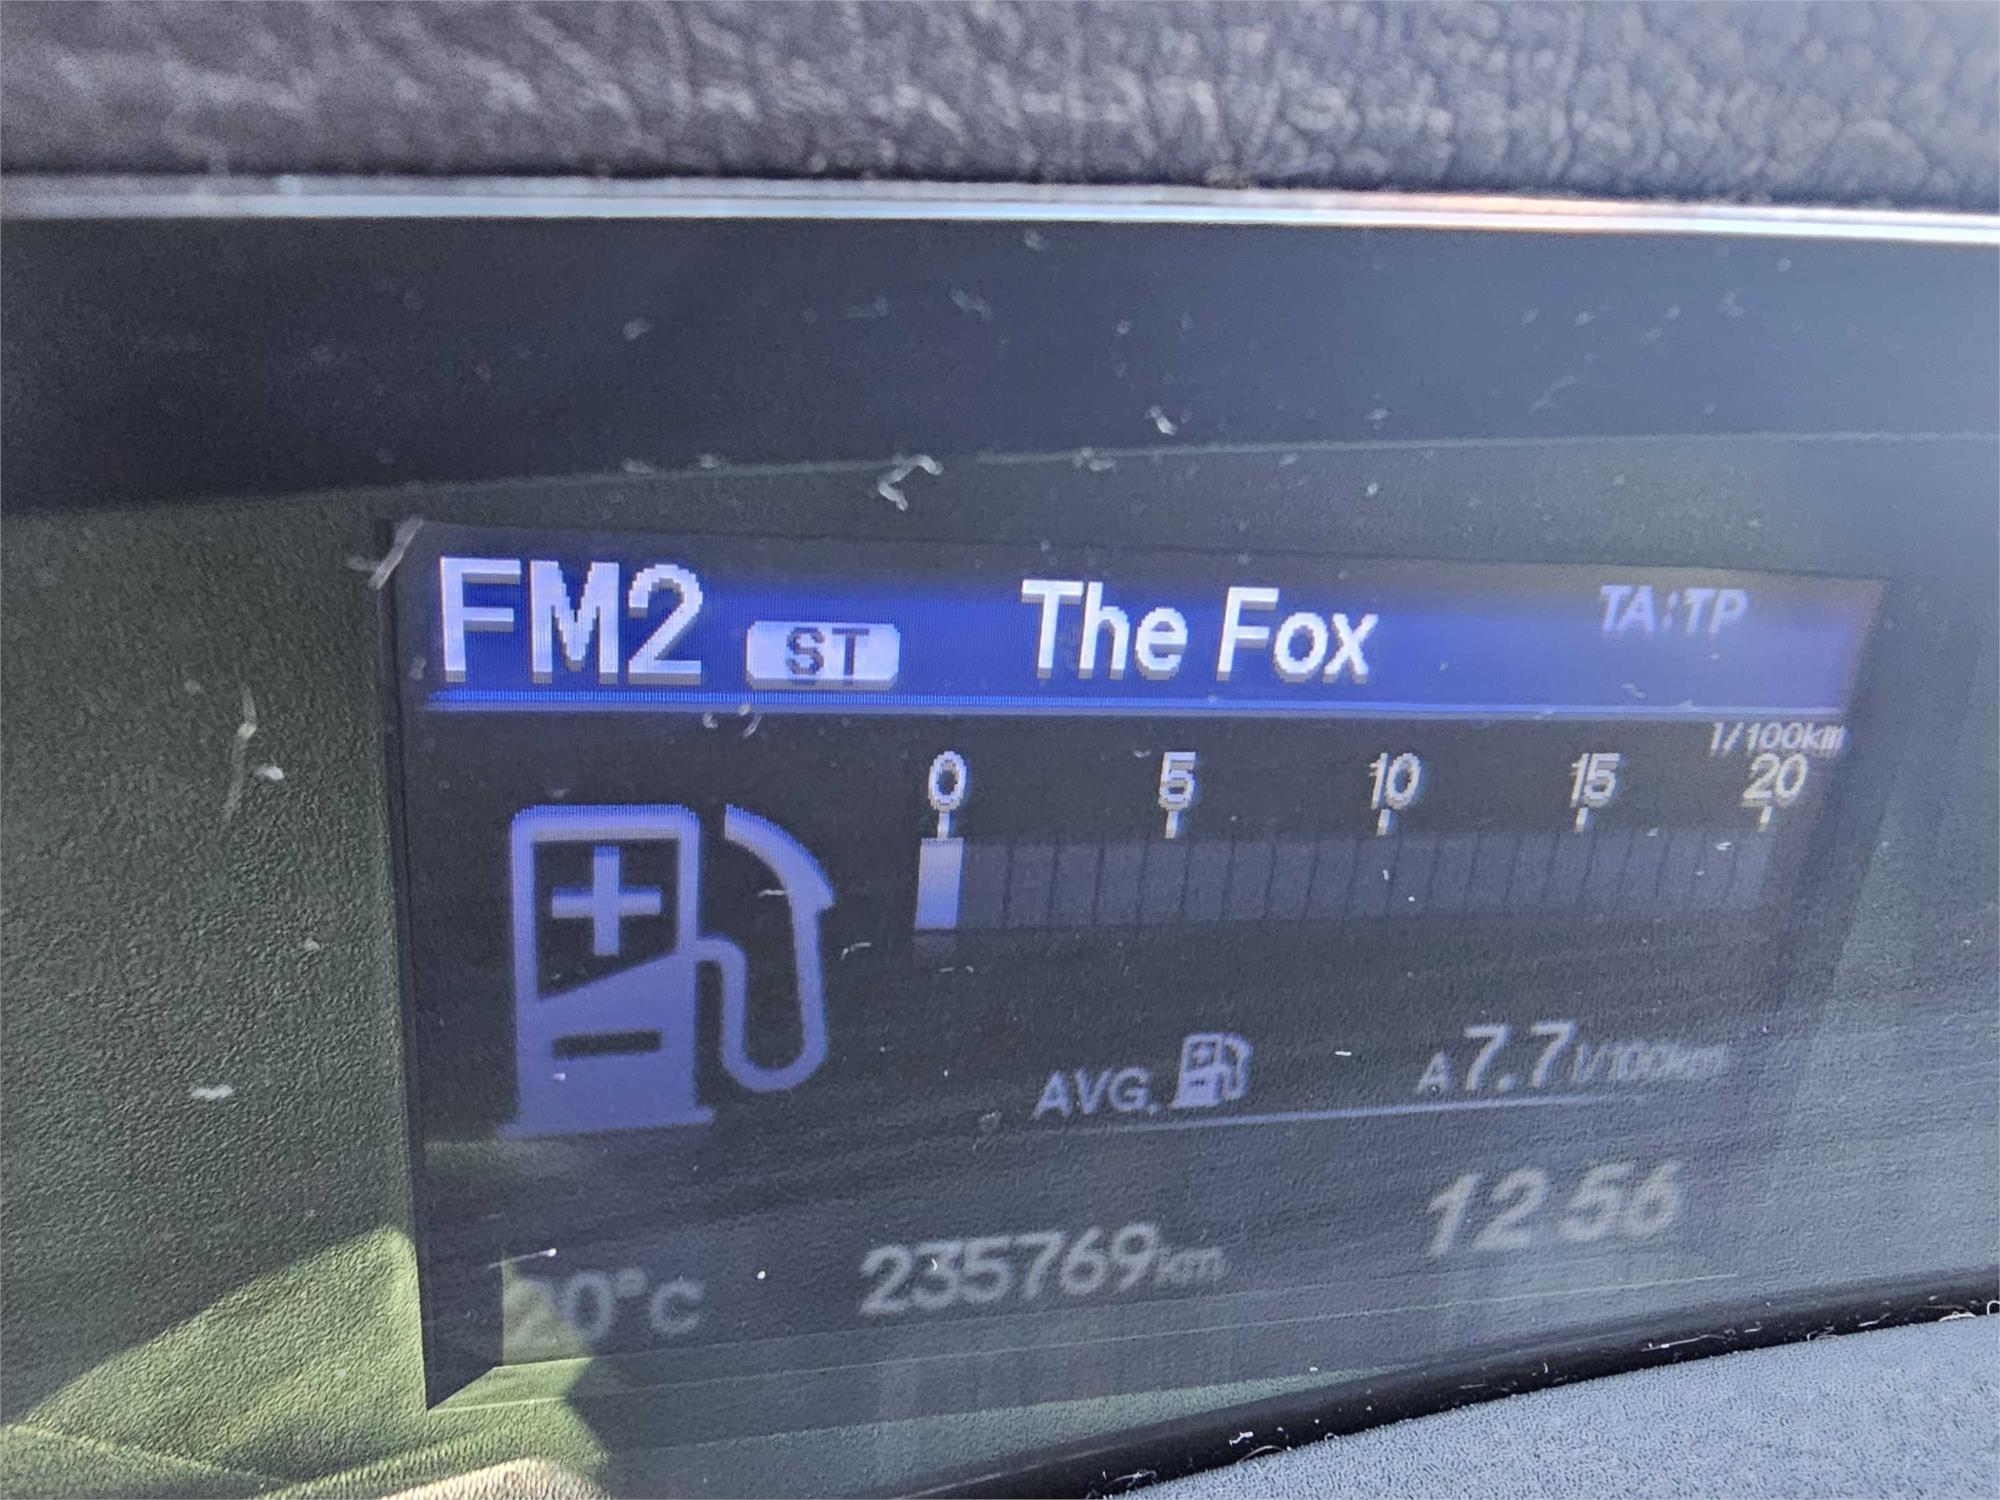 FM2 ST The Fox TA:TP
l/100km
0 5 10 15 20
AVG. A 7.7 l/100km
20°C 235769km 12 56